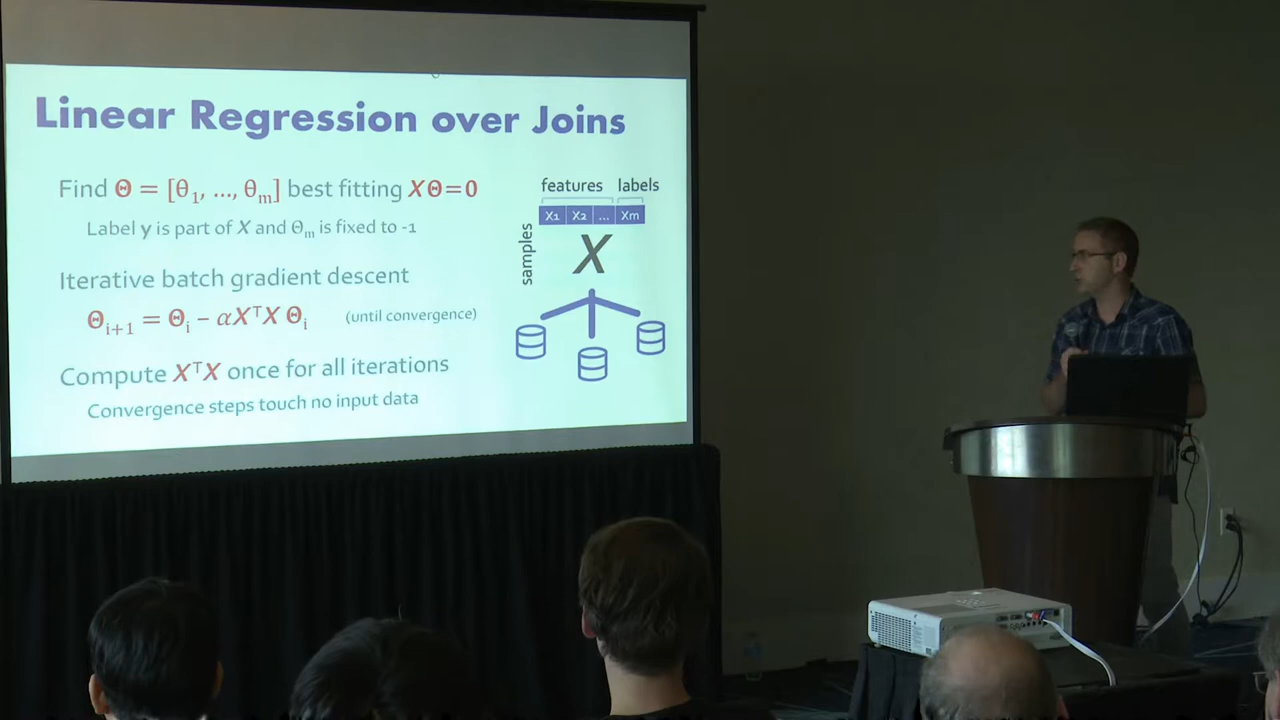 Linear Regression over Joins
Find Θ = [θ₁, …, θₘ] best fitting XΘ=0
Label y is part of X and Θₘ is fixed to -1
Iterative batch gradient descent
Θᵢ₊₁ = Θᵢ – αXᵀX Θᵢ (until convergence)
Compute XᵀX once for all iterations
Convergence steps touch no input data
features labels
X1 X2 ... Xm
samples
X